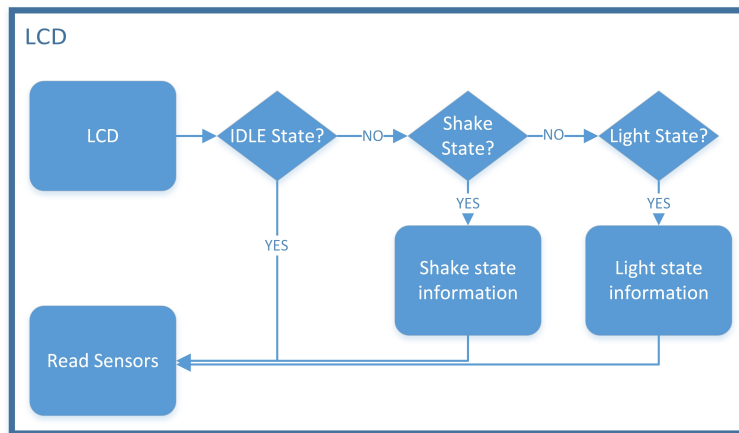 LCD
LCD
IDLE State?
NO
Shake
State?
NO
Light State?
YES
YES
YES
Shake state
information
Light state
information
Read Sensors